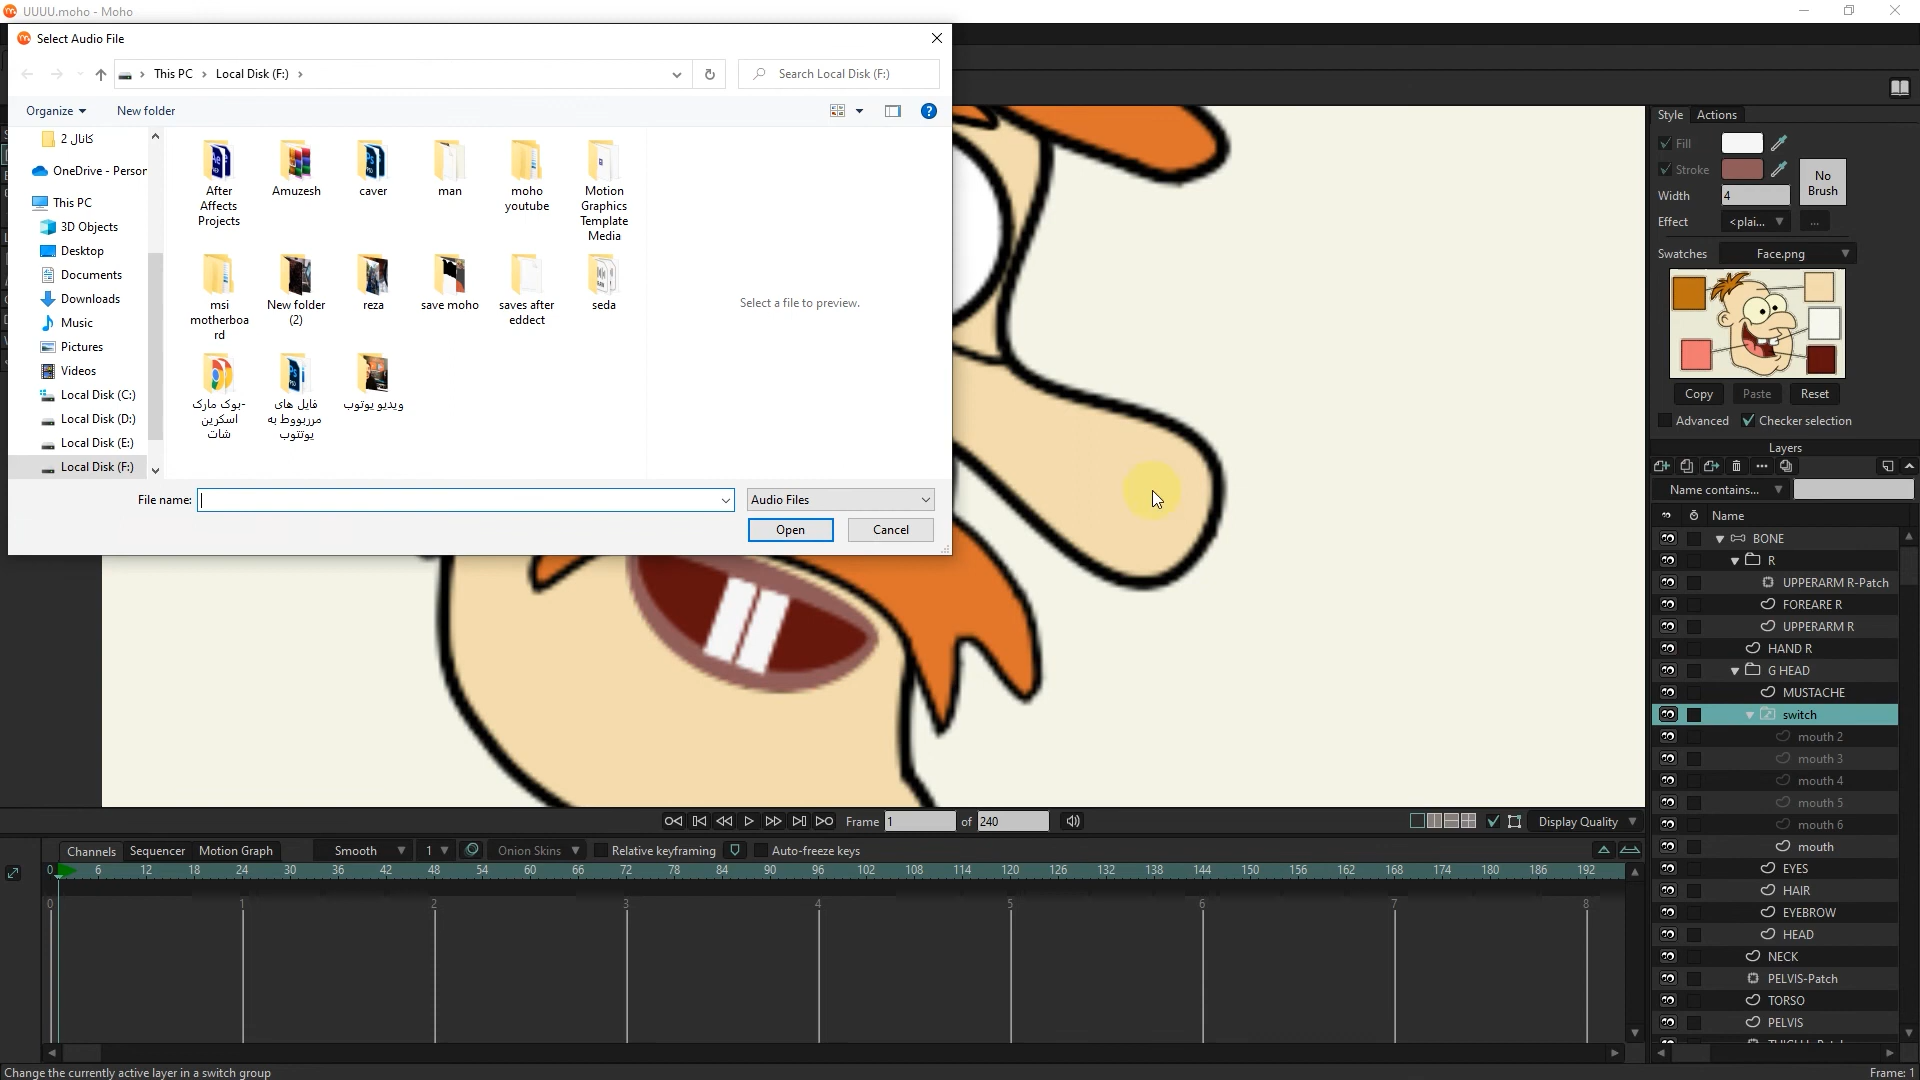 UUUU.moho - Moho
Select Audio File
This PC
Local Disk (F:)
Search Local Disk (F:)
Organize
New folder
کانال 2
OneDrive - Person
This PC
3D Objects
Desktop
Documents
Downloads
Music
Pictures
Videos
Local Disk (C:)
Local Disk (D:)
Local Disk (E:)
Local Disk (F:)
After
Affects
Projects
Amuzesh
caver
man
moho
youtube
Motion
Graphics
Template
Media
msi
motherboa
rd
New folder
(2)
reza
save moho
saves after
eddect
seda
بوک مارک-
اسکرین
شات
فایل های
مرربووط به
یوتتوب
ویدیو یوتوب
Select a file to preview.
File name:
Audio Files
Open
Cancel
Style
Actions
Fill
Stroke
No
Brush
Width
4
Effect
<plai...
...
Swatches
Face.png
Copy
Paste
Reset
Advanced
Checker selection
Layers
Name contains...
Name
BONE
R
UPPERARM R-Patch
FOREARE R
UPPERARM R
HAND R
G HEAD
MUSTACHE
switch
mouth 2
mouth 3
mouth 4
mouth 5
mouth 6
mouth
EYES
HAIR
EYEBROW
HEAD
NECK
PELVIS-Patch
TORSO
PELVIS
Frame 1 of 240
Display Quality
Channels
Sequencer
Motion Graph
Smooth
1
Onion Skins
Relative keyframing
Auto-freeze keys
0 6 12 18 24 30 36 42 48 54 60 66 72 78 84 90 96 102 108 114 120 126 132 138 144 150 156 162 168 174 180 186 192
0 1 2 3 4 5 6 7 8
Change the currently active layer in a switch group
Frame: 1